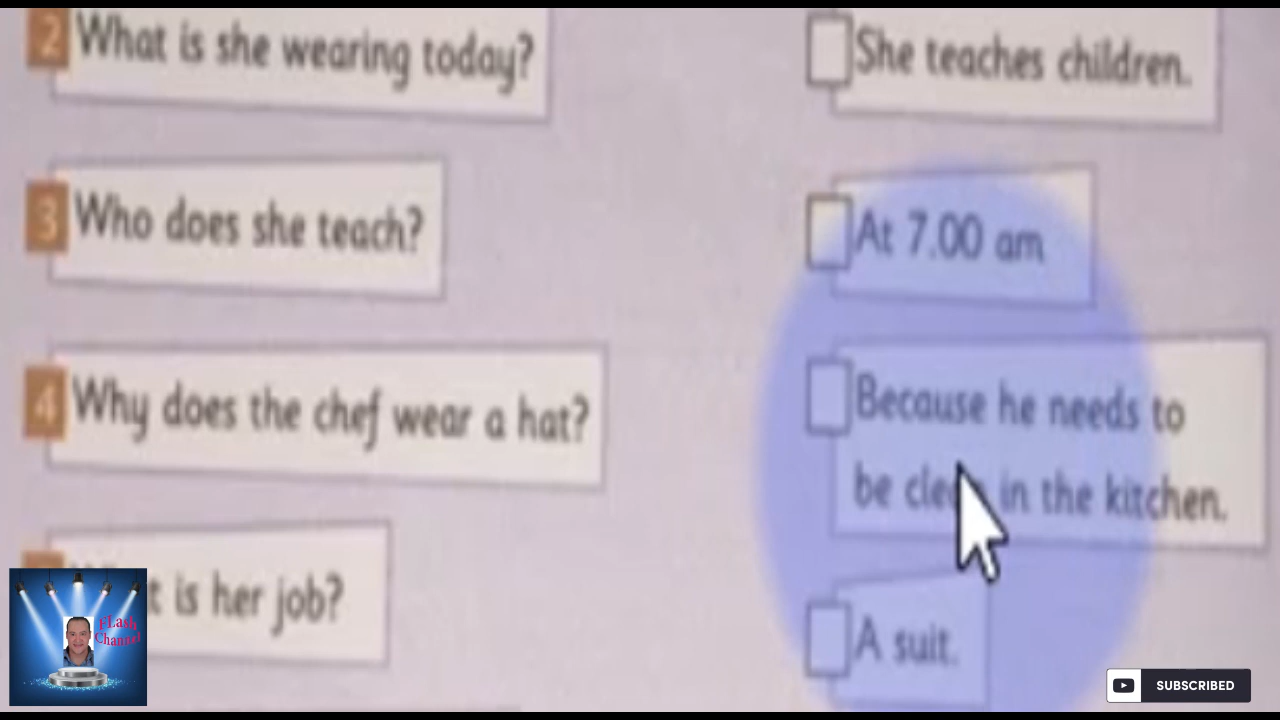 2 What is she wearing today?
She teaches children.
3 Who does she teach?
At 7.00 am
4 Why does the chef wear a hat?
Because he needs to
be clean in the kitchen.
is her job?
A suit.
FLash
Channel
SUBSCRIBED